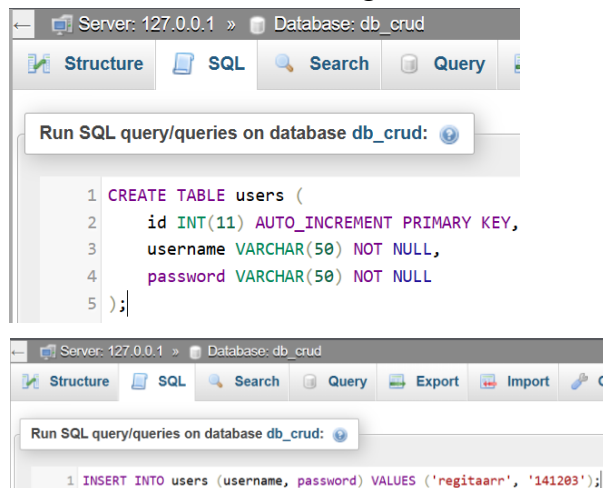 ← Server: 127.0.0.1 » Database: db_crud
Structure SQL Search Query
Run SQL query/queries on database db_crud:
1 CREATE TABLE users (
2 id INT(11) AUTO_INCREMENT PRIMARY KEY,
3 username VARCHAR(50) NOT NULL,
4 password VARCHAR(50) NOT NULL
5 );
← Server: 127.0.0.1 » Database: db_crud
Structure SQL Search Query Export Import
Run SQL query/queries on database db_crud:
1 INSERT INTO users (username, password) VALUES ('regitaarr', '141203');